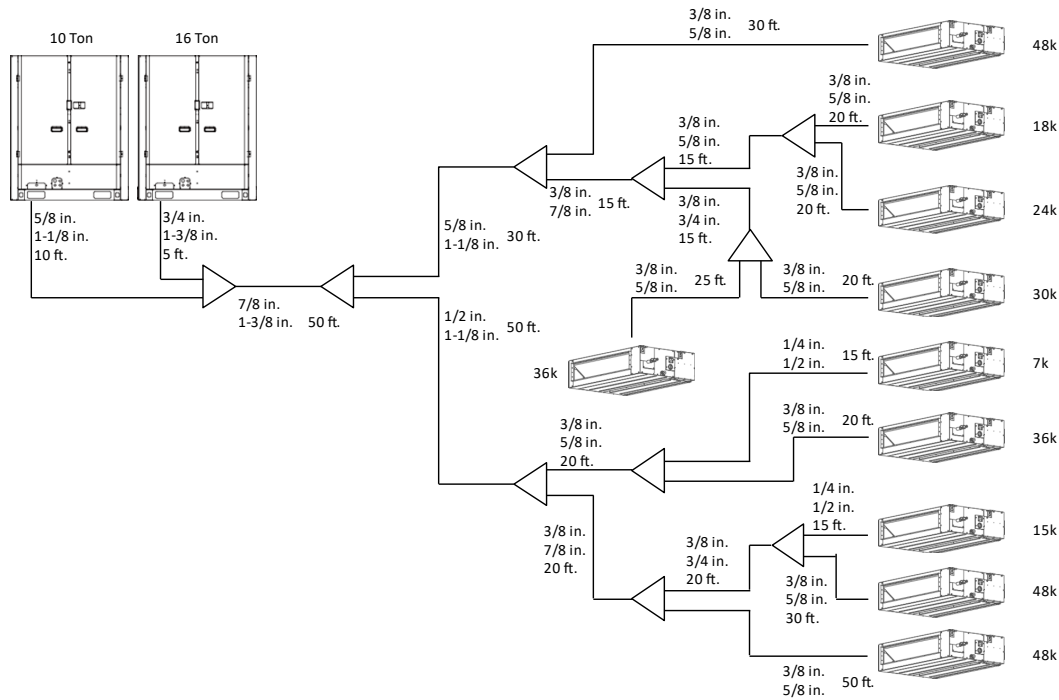 10 Ton
16 Ton
3/8 in.
5/8 in.
30 ft.
48k
3/8 in.
5/8 in.
20 ft.
18k
3/8 in.
5/8 in.
15 ft.
3/8 in.
5/8 in.
20 ft.
24k
3/8 in.
7/8 in.
15 ft.
3/8 in.
3/4 in.
15 ft.
5/8 in.
1-1/8 in.
10 ft.
3/4 in.
1-3/8 in.
5 ft.
5/8 in.
1-1/8 in.
30 ft.
3/8 in.
5/8 in.
25 ft.
3/8 in.
5/8 in.
20 ft.
30k
7/8 in.
1-3/8 in.
50 ft.
1/2 in.
1-1/8 in.
50 ft.
36k
1/4 in.
1/2 in.
15 ft.
7k
3/8 in.
5/8 in.
20 ft.
3/8 in.
5/8 in.
20 ft.
36k
1/4 in.
1/2 in.
15 ft.
15k
3/8 in.
7/8 in.
20 ft.
3/8 in.
3/4 in.
20 ft.
3/8 in.
5/8 in.
30 ft.
48k
48k
3/8 in.
5/8 in.
50 ft.